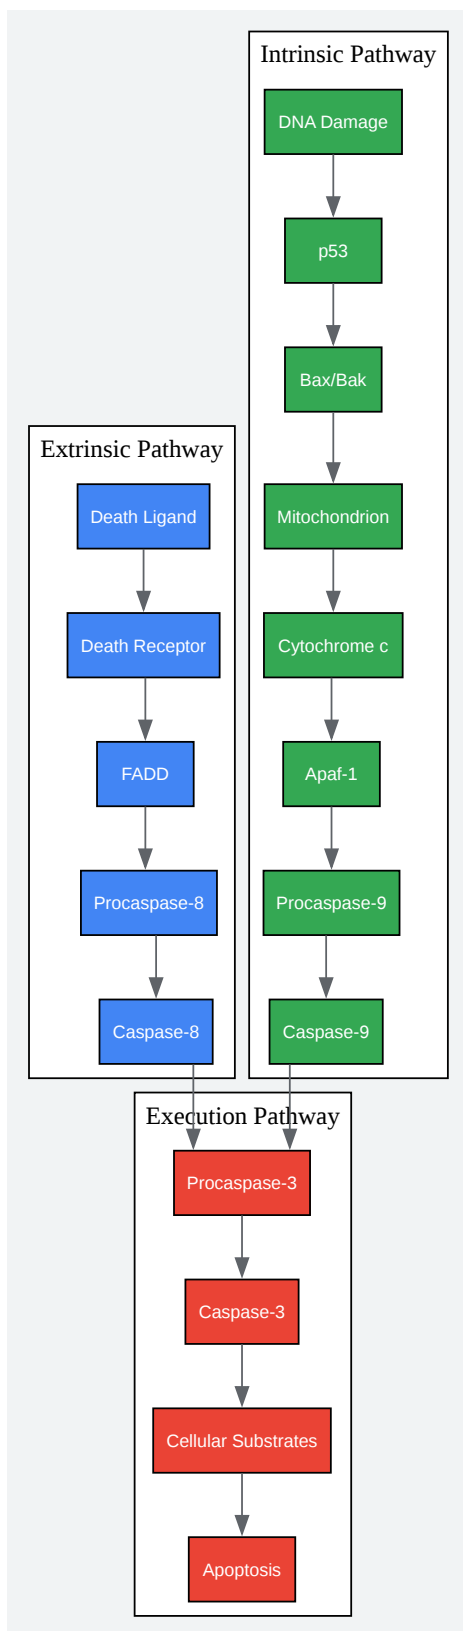 Intrinsic Pathway
DNA Damage
p53
Bax/Bak
Mitochondrion
Cytochrome c
Apaf-1
Procaspase-9
Caspase-9
Extrinsic Pathway
Death Ligand
Death Receptor
FADD
Procaspase-8
Caspase-8
Execution Pathway
Procaspase-3
Caspase-3
Cellular Substrates
Apoptosis